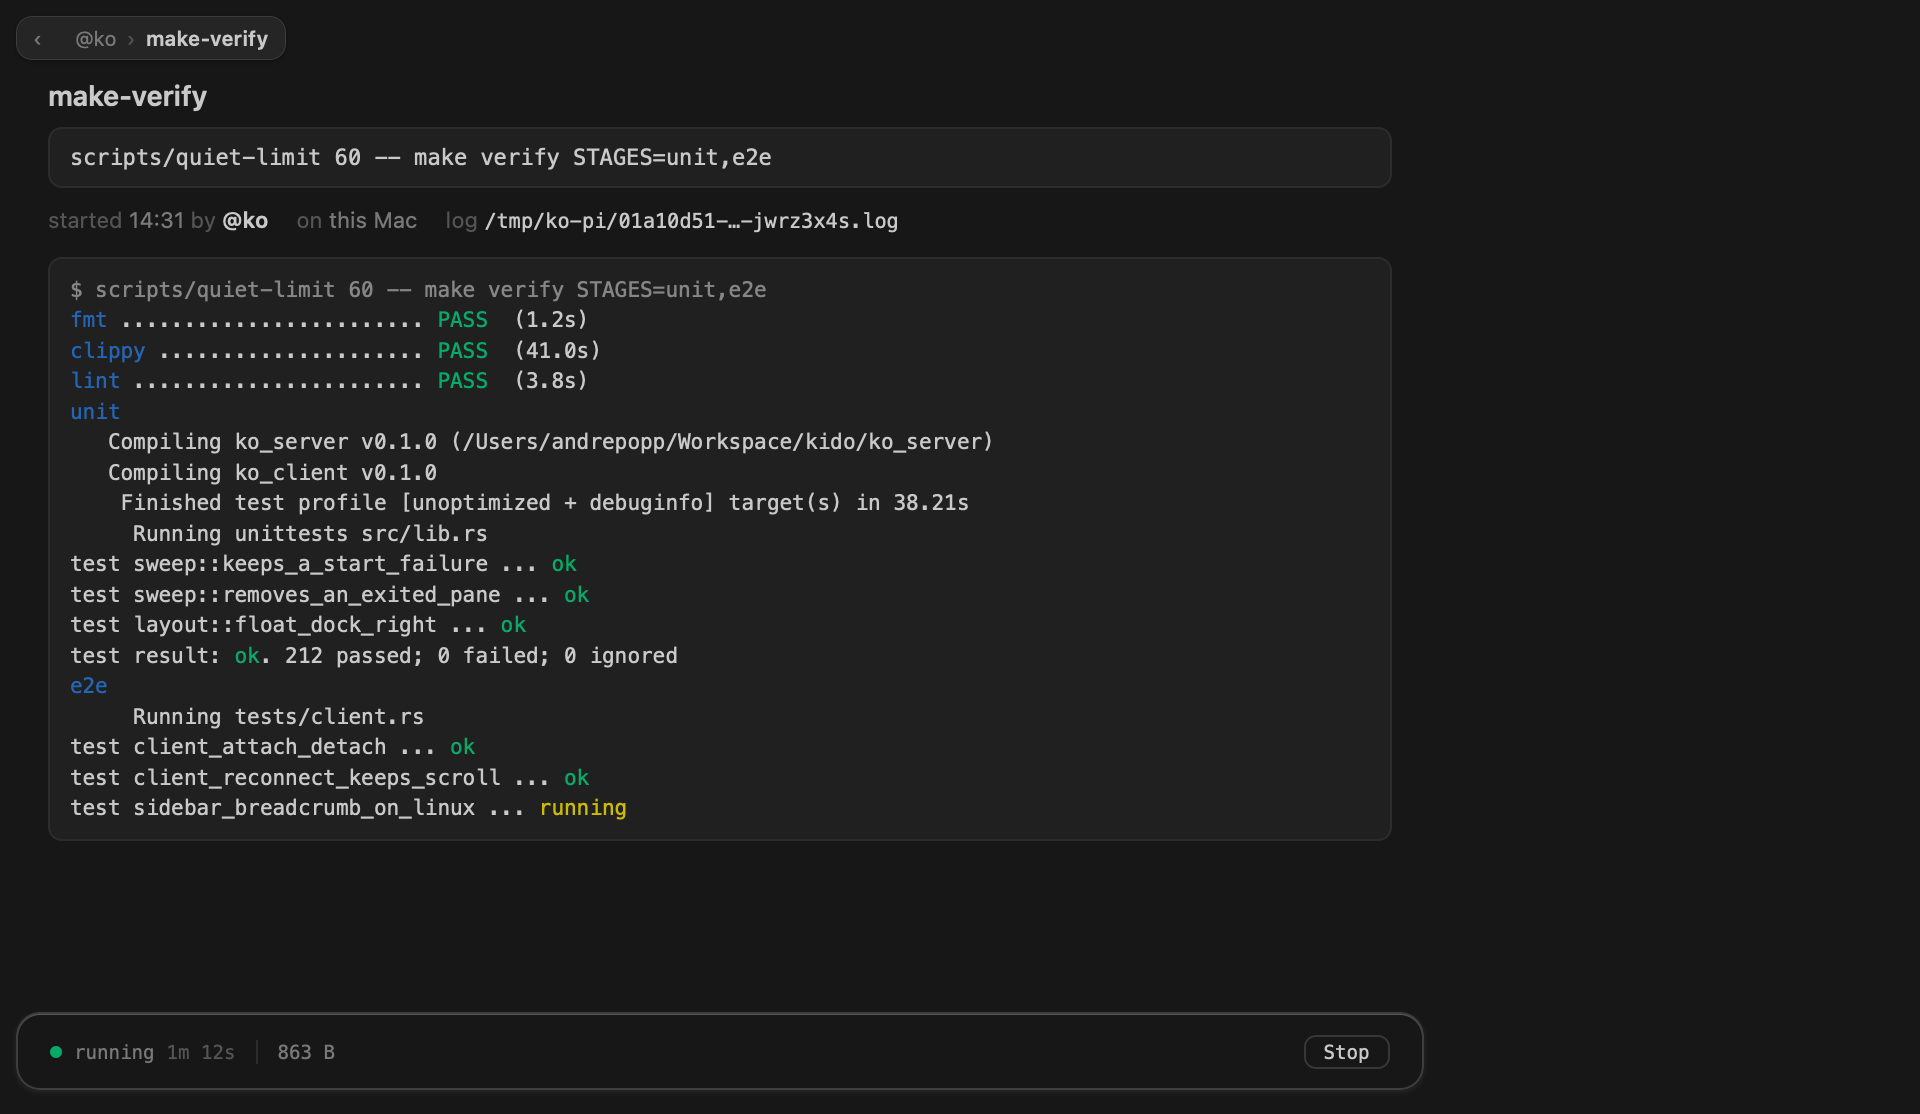 ‹ @ko › make-verify
make-verify
scripts/quiet-limit 60 -- make verify STAGES=unit,e2e
started 14:31 by @ko on this Mac log /tmp/ko-pi/01a10d51-…-jwrz3x4s.log
$ scripts/quiet-limit 60 -- make verify STAGES=unit,e2e
fmt ........................ PASS (1.2s)
clippy ..................... PASS (41.0s)
lint ....................... PASS (3.8s)
unit
Compiling ko_server v0.1.0 (/Users/andrepopp/Workspace/kido/ko_server)
Compiling ko_client v0.1.0
Finished test profile [unoptimized + debuginfo] target(s) in 38.21s
Running unittests src/lib.rs
test sweep::keeps_a_start_failure ... ok
test sweep::removes_an_exited_pane ... ok
test layout::float_dock_right ... ok
test result: ok. 212 passed; 0 failed; 0 ignored
e2e
Running tests/client.rs
test client_attach_detach ... ok
test client_reconnect_keeps_scroll ... ok
test sidebar_breadcrumb_on_linux ... running
running 1m 12s 863 B Stop